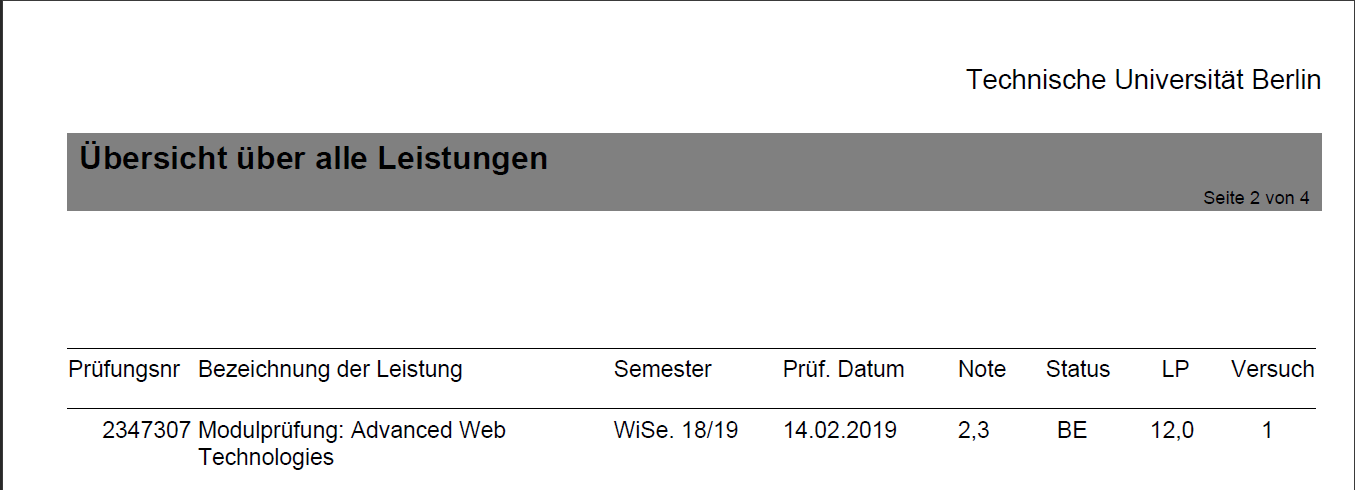 Technische Universität Berlin
Übersicht über alle Leistungen
Seite 2 von 4
Prüfungsnr Bezeichnung der Leistung Semester Prüf. Datum Note Status LP Versuch
2347307 Modulprüfung: Advanced Web WiSe. 18/19 14.02.2019 2,3 BE 12,0 1
Technologies